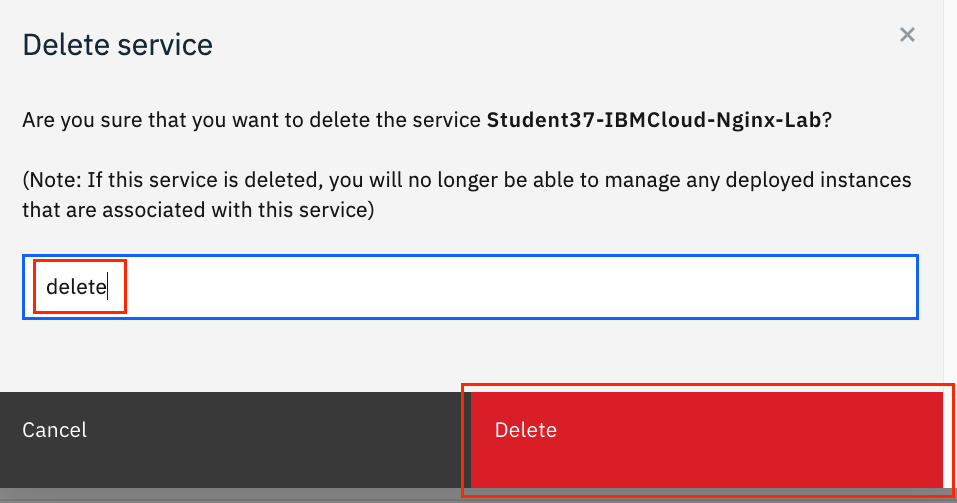 Delete service
Are you sure that you want to delete the service Student37-IBMCloud-Nginx-Lab?
(Note: If this service is deleted, you will no longer be able to manage any deployed instances
that are associated with this service)
delete
Cancel
Delete